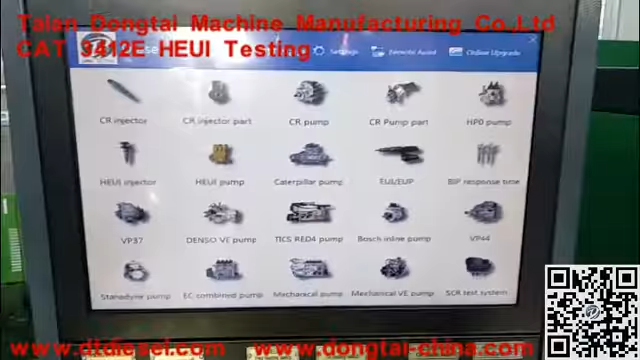 Taian Dongtai Machine Manufacturing Co.,Ltd
CAT 3412E HEUI Testing
Settings Remote Assist Online Upgrade
CR injector CR injector part CR pump CR Pump part HP0 pump
HEUI injector HEUI pump Caterpillar pump EUI/EUP BIP response time
VP37 DENSO VE pump TICS RED4 pump Bosch inline pump VP44
Stanadyne pump EC combined pump Mechanical pump Mechanical VE pump SCR test system
www.dtdiesel.com www.dongtai-china.com